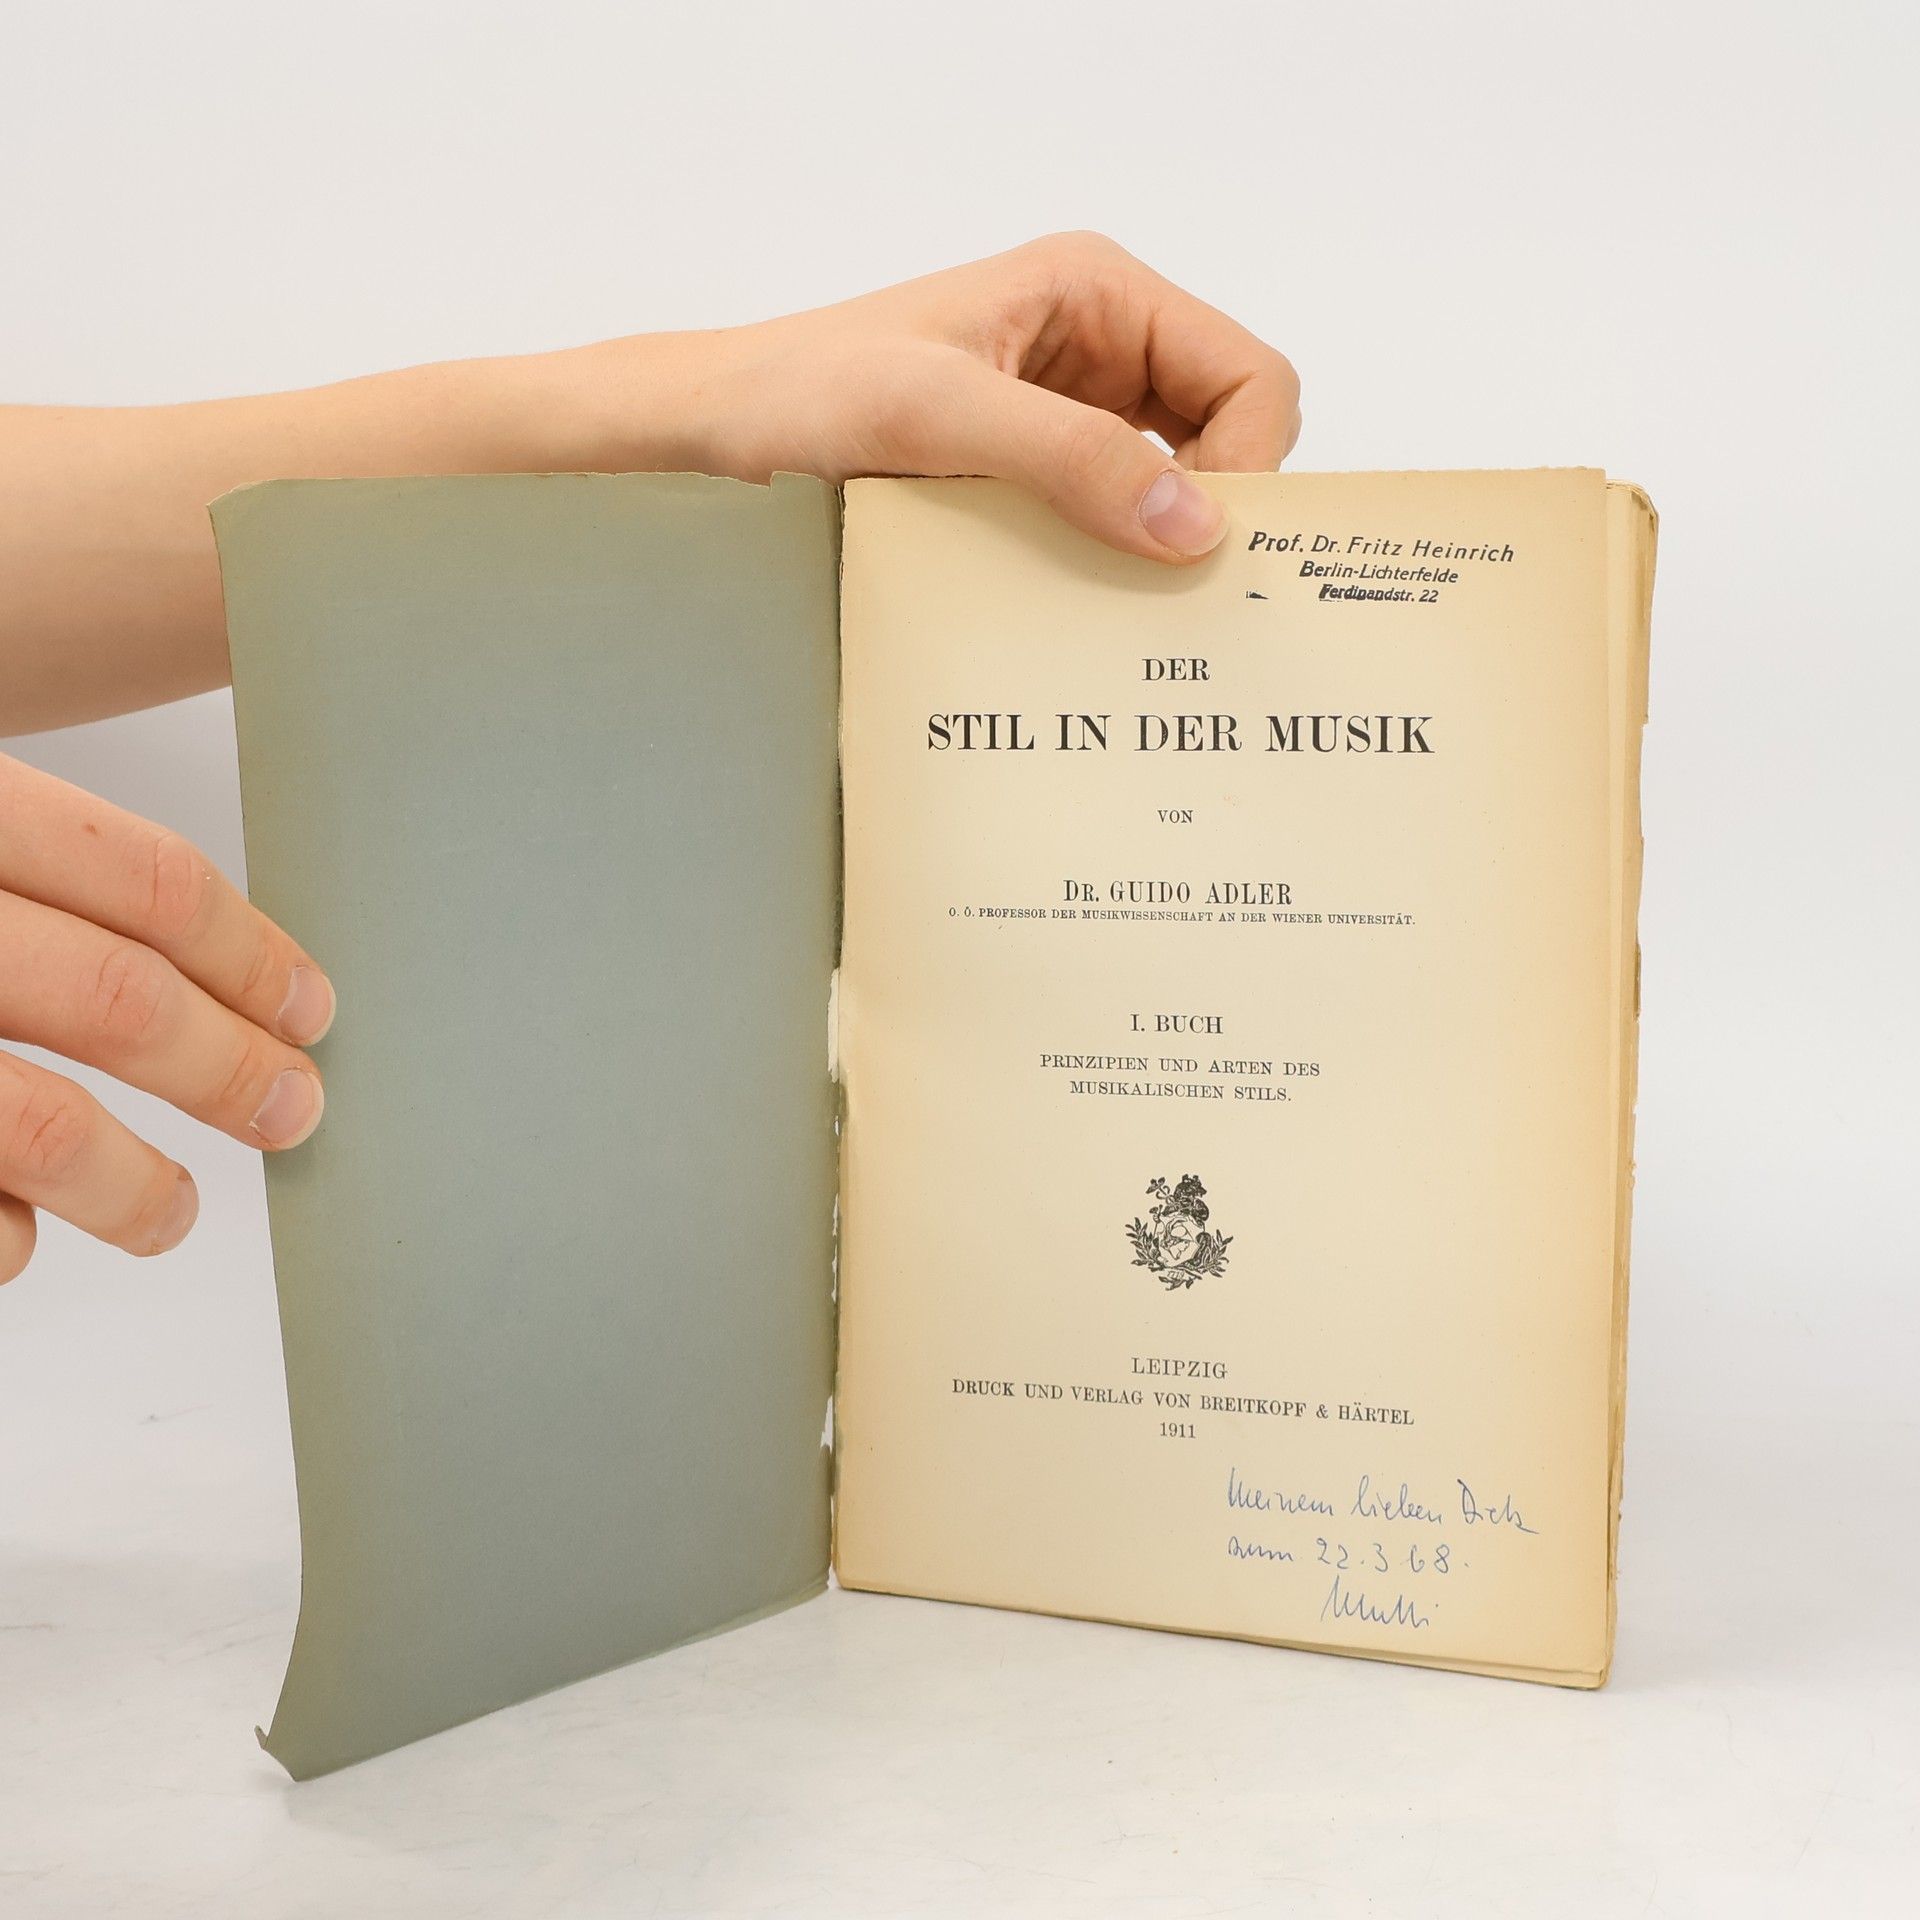 Prof. Dr. Fritz Heinrich
Berlin-Lichterfelde
Ferdinandstr. 22
DER
STIL IN DER MUSIK
VON
DR. GUIDO ADLER
O. Ö. PROFESSOR DER MUSIKWISSENSCHAFT AN DER WIENER UNIVERSITÄT.
I. BUCH
PRINZIPIEN UND ARTEN DES
MUSIKALISCHEN STILS.
LEIPZIG
DRUCK UND VERLAG VON BREITKOPF & HÄRTEL
1911
Meinem lieben Dick
zum 22.3 68.